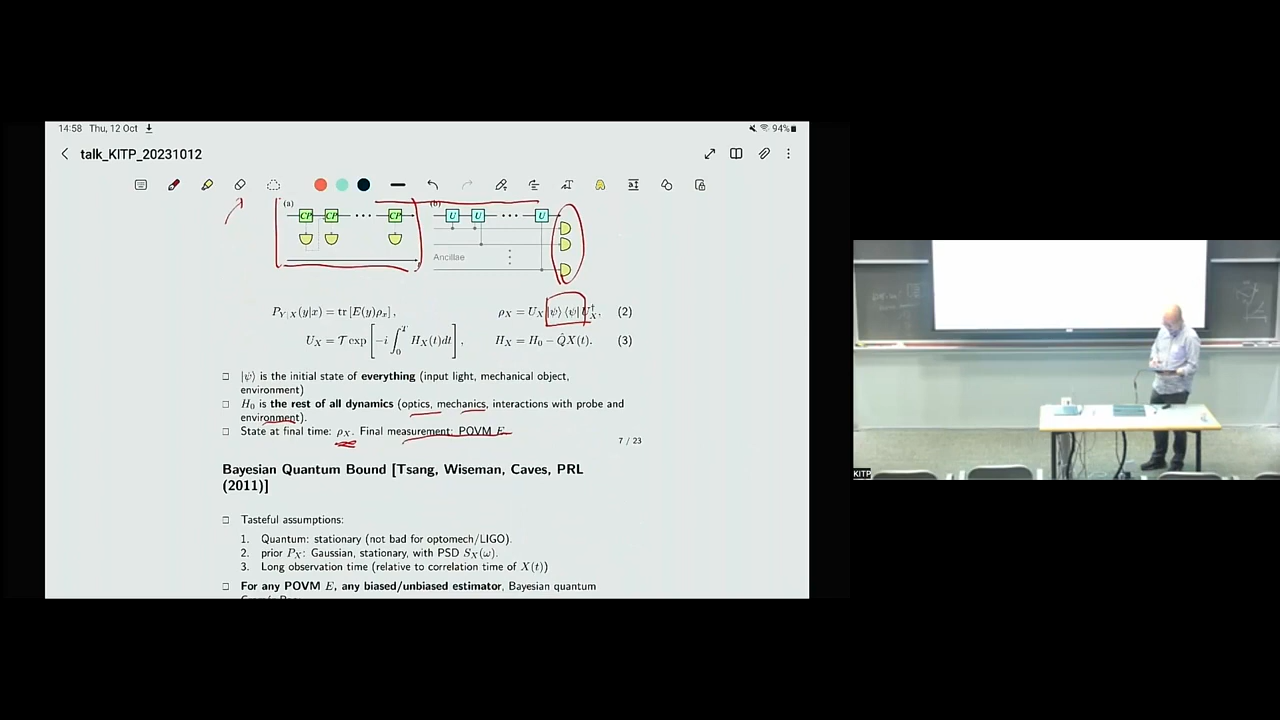 14:58 Thu, 12 Oct
94%
talk_KITP_20231012
(a)
(b)
CP CP ··· CP
U U ··· U
Ancillae
P_{Y|X}(y|x) = tr [E(y)ρ_x] , ρ_X = U_X |ψ⟩ ⟨ψ| U_X^†, (2)
U_X = 𝒯 exp [ −i ∫_0^T H_X(t)dt ] , H_X = H_0 − Q̂X(t). (3)
□ |ψ⟩ is the initial state of everything (input light, mechanical object,
environment)
□ H_0 is the rest of all dynamics (optics, mechanics, interactions with probe and
environment).
□ State at final time: ρ_X. Final measurement: POVM E
7 / 23
Bayesian Quantum Bound [Tsang, Wiseman, Caves, PRL
(2011)]
□ Tasteful assumptions:
1. Quantum: stationary (not bad for optomech/LIGO).
2. prior P_X: Gaussian, stationary, with PSD S_X(ω).
3. Long observation time (relative to correlation time of X(t))
□ For any POVM E, any biased/unbiased estimator, Bayesian quantum
KITP